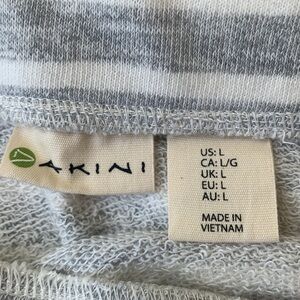 AKINI
US: L
CA: L/G
UK: L
EU: L
AU: L
MADE IN
VIETNAM